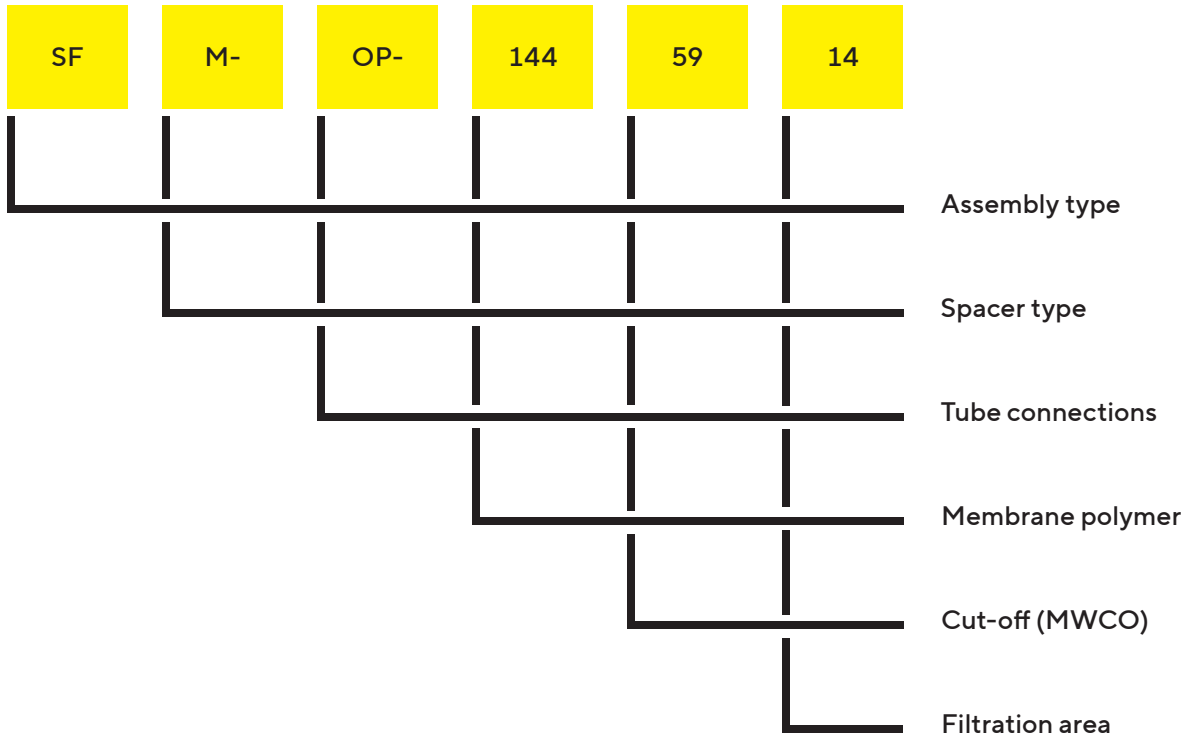 SF M- OP- 144 59 14
Assembly type
Spacer type
Tube connections
Membrane polymer
Cut-off (MWCO)
Filtration area